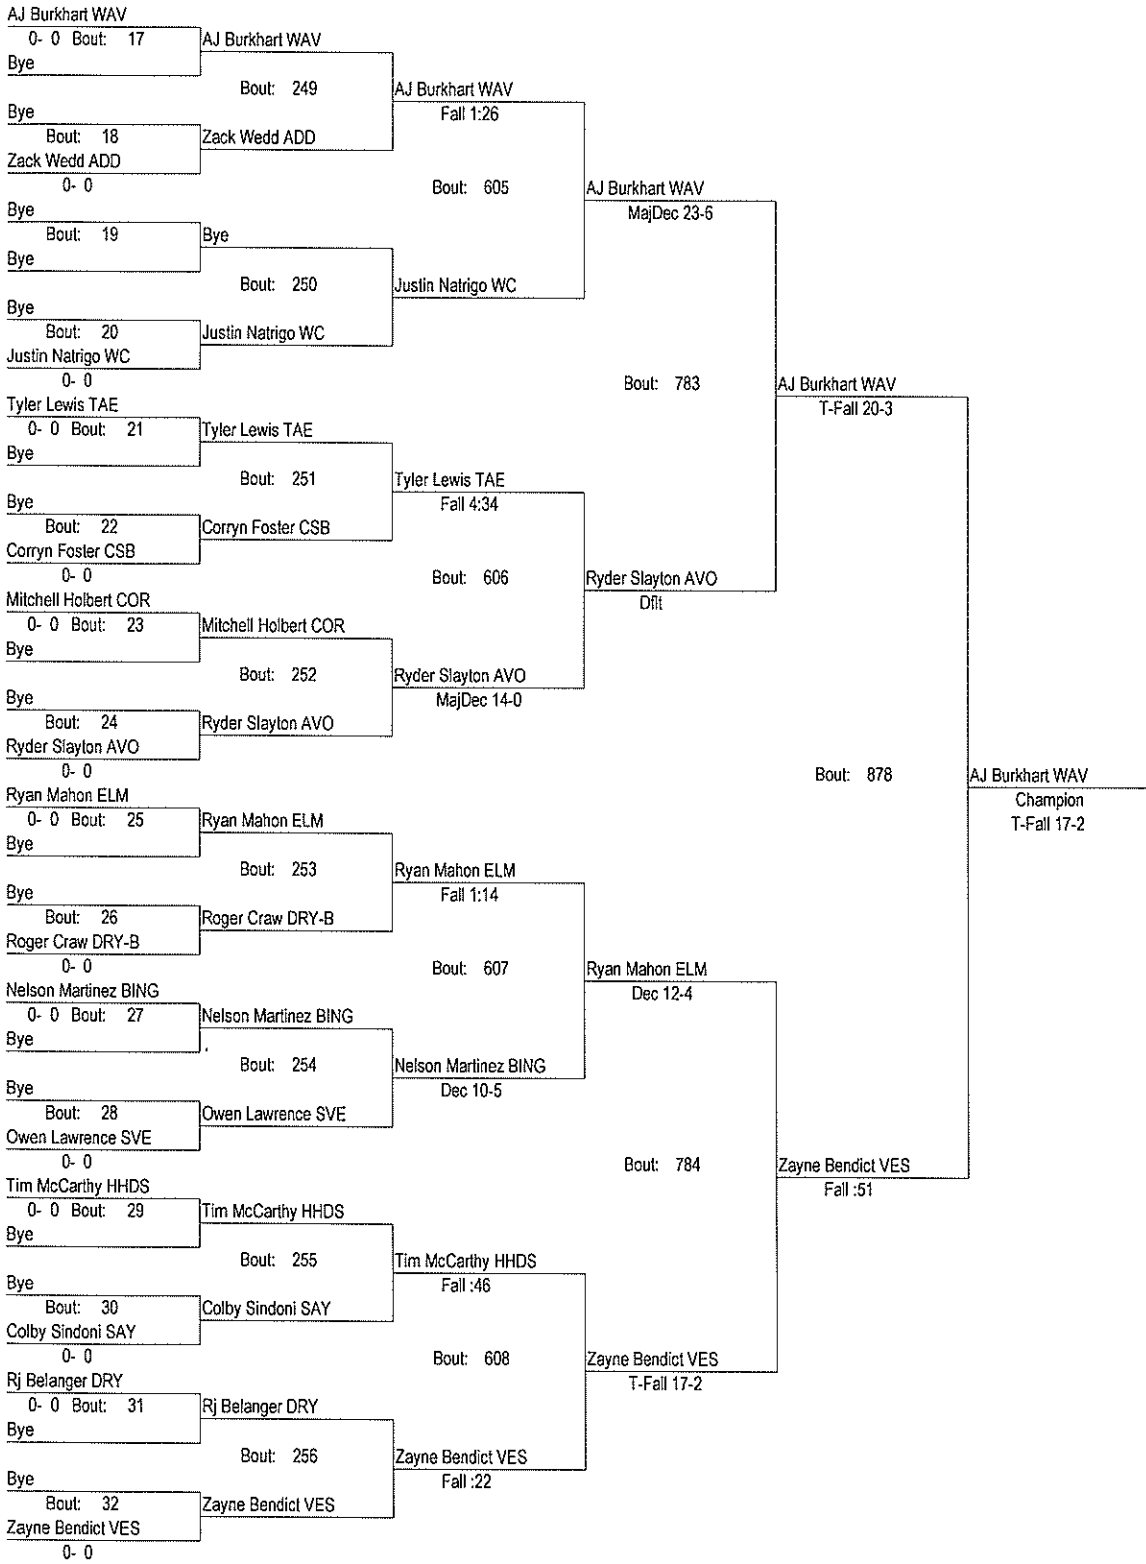 AJ Burkhart WAV
0- 0 Bout: 17
Bye
Bye
Bout: 18
Zack Wedd ADD
0- 0
Bye
Bout: 19
Bye
Bye
Bout: 20
Justin Natrigo WC
0- 0
Tyler Lewis TAE
0- 0 Bout: 21
Bye
Bye
Bout: 22
Corryn Foster CSB
0- 0
Mitchell Holbert COR
0- 0 Bout: 23
Bye
Bye
Bout: 24
Ryder Slayton AVO
0- 0
Ryan Mahon ELM
0- 0 Bout: 25
Bye
Bye
Bout: 26
Roger Craw DRY-B
0- 0
Nelson Martinez BING
0- 0 Bout: 27
Bye
Bye
Bout: 28
Owen Lawrence SVE
0- 0
Tim McCarthy HHDS
0- 0 Bout: 29
Bye
Bye
Bout: 30
Colby Sindoni SAY
0- 0
Rj Belanger DRY
0- 0 Bout: 31
Bye
Bye
Bout: 32
Zayne Bendict VES
0- 0
AJ Burkhart WAV
Bout: 249
Zack Wedd ADD
Bye
Bout: 250
Justin Natrigo WC
Tyler Lewis TAE
Bout: 251
Corryn Foster CSB
Mitchell Holbert COR
Bout: 252
Ryder Slayton AVO
Ryan Mahon ELM
Bout: 253
Roger Craw DRY-B
Nelson Martinez BING
Bout: 254
Owen Lawrence SVE
Tim McCarthy HHDS
Bout: 255
Colby Sindoni SAY
Rj Belanger DRY
Bout: 256
Zayne Bendict VES
AJ Burkhart WAV
Fall 1:26
Bout: 605
Justin Natrigo WC
Tyler Lewis TAE
Fall 4:34
Bout: 606
Ryder Slayton AVO
MajDec 14-0
Ryan Mahon ELM
Fall 1:14
Bout: 607
Nelson Martinez BING
Dec 10-5
Tim McCarthy HHDS
Fall :46
Bout: 608
Zayne Bendict VES
Fall :22
AJ Burkhart WAV
MajDec 23-6
Bout: 783
Ryder Slayton AVO
Dflt
Ryan Mahon ELM
Dec 12-4
Bout: 784
Zayne Bendict VES
T-Fall 17-2
AJ Burkhart WAV
T-Fall 20-3
Bout: 878
Zayne Bendict VES
Fall :51
AJ Burkhart WAV
Champion
T-Fall 17-2